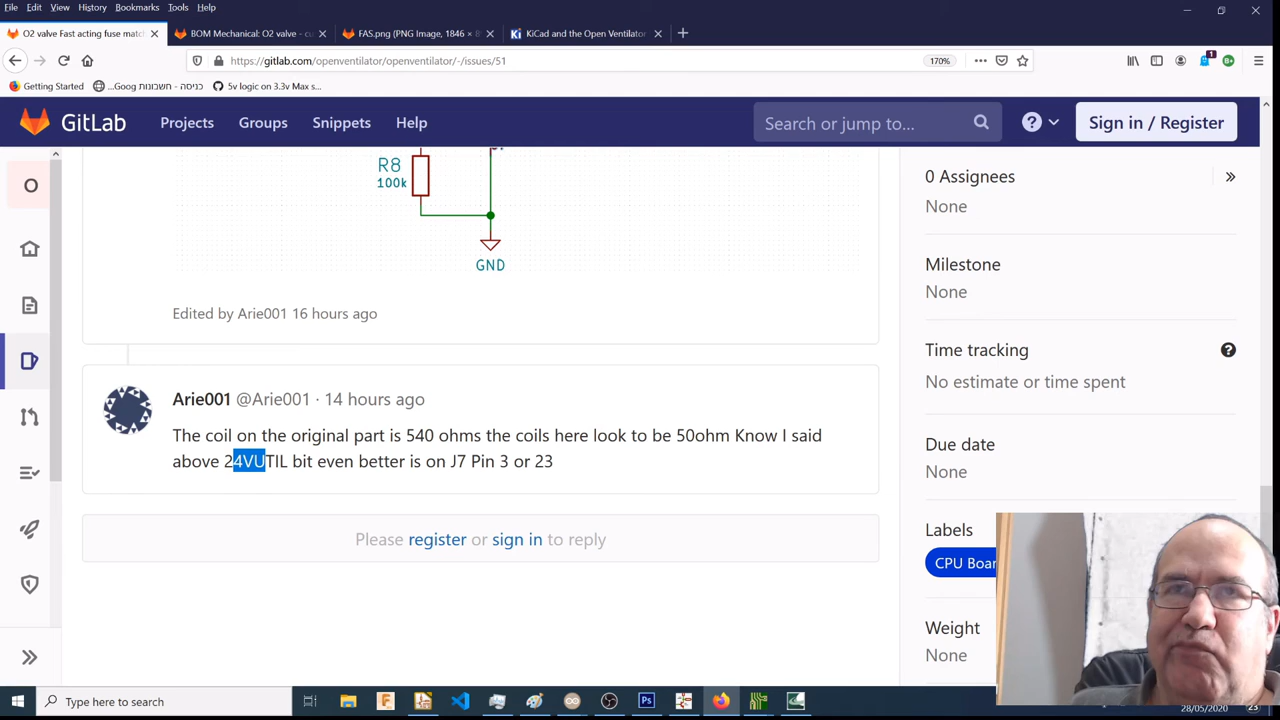 File Edit View History Bookmarks Tools Help
O2 valve Fast acting fuse matc
BOM Mechanical: O2 valve - cu
FAS.png (PNG Image, 1846 × 8
KiCad and the Open Ventilator
https://gitlab.com/openventilator/openventilator/-/issues/51
170%
Getting Started
כניסה - חשבונות Goog...
5v logic on 3.3v Max s...
GitLab
Projects Groups Snippets Help
Search or jump to...
Sign in / Register
O
R8
100k
GND
Edited by Arie001 16 hours ago
Arie001 @Arie001 · 14 hours ago
The coil on the original part is 540 ohms the coils here look to be 50ohm Know I said
above 24VUTIL bit even better is on J7 Pin 3 or 23
Please register or sign in to reply
0 Assignees
None
Milestone
None
Time tracking
No estimate or time spent
Due date
None
Labels
CPU Boar
Weight
None
Type here to search
28/05/2020
23